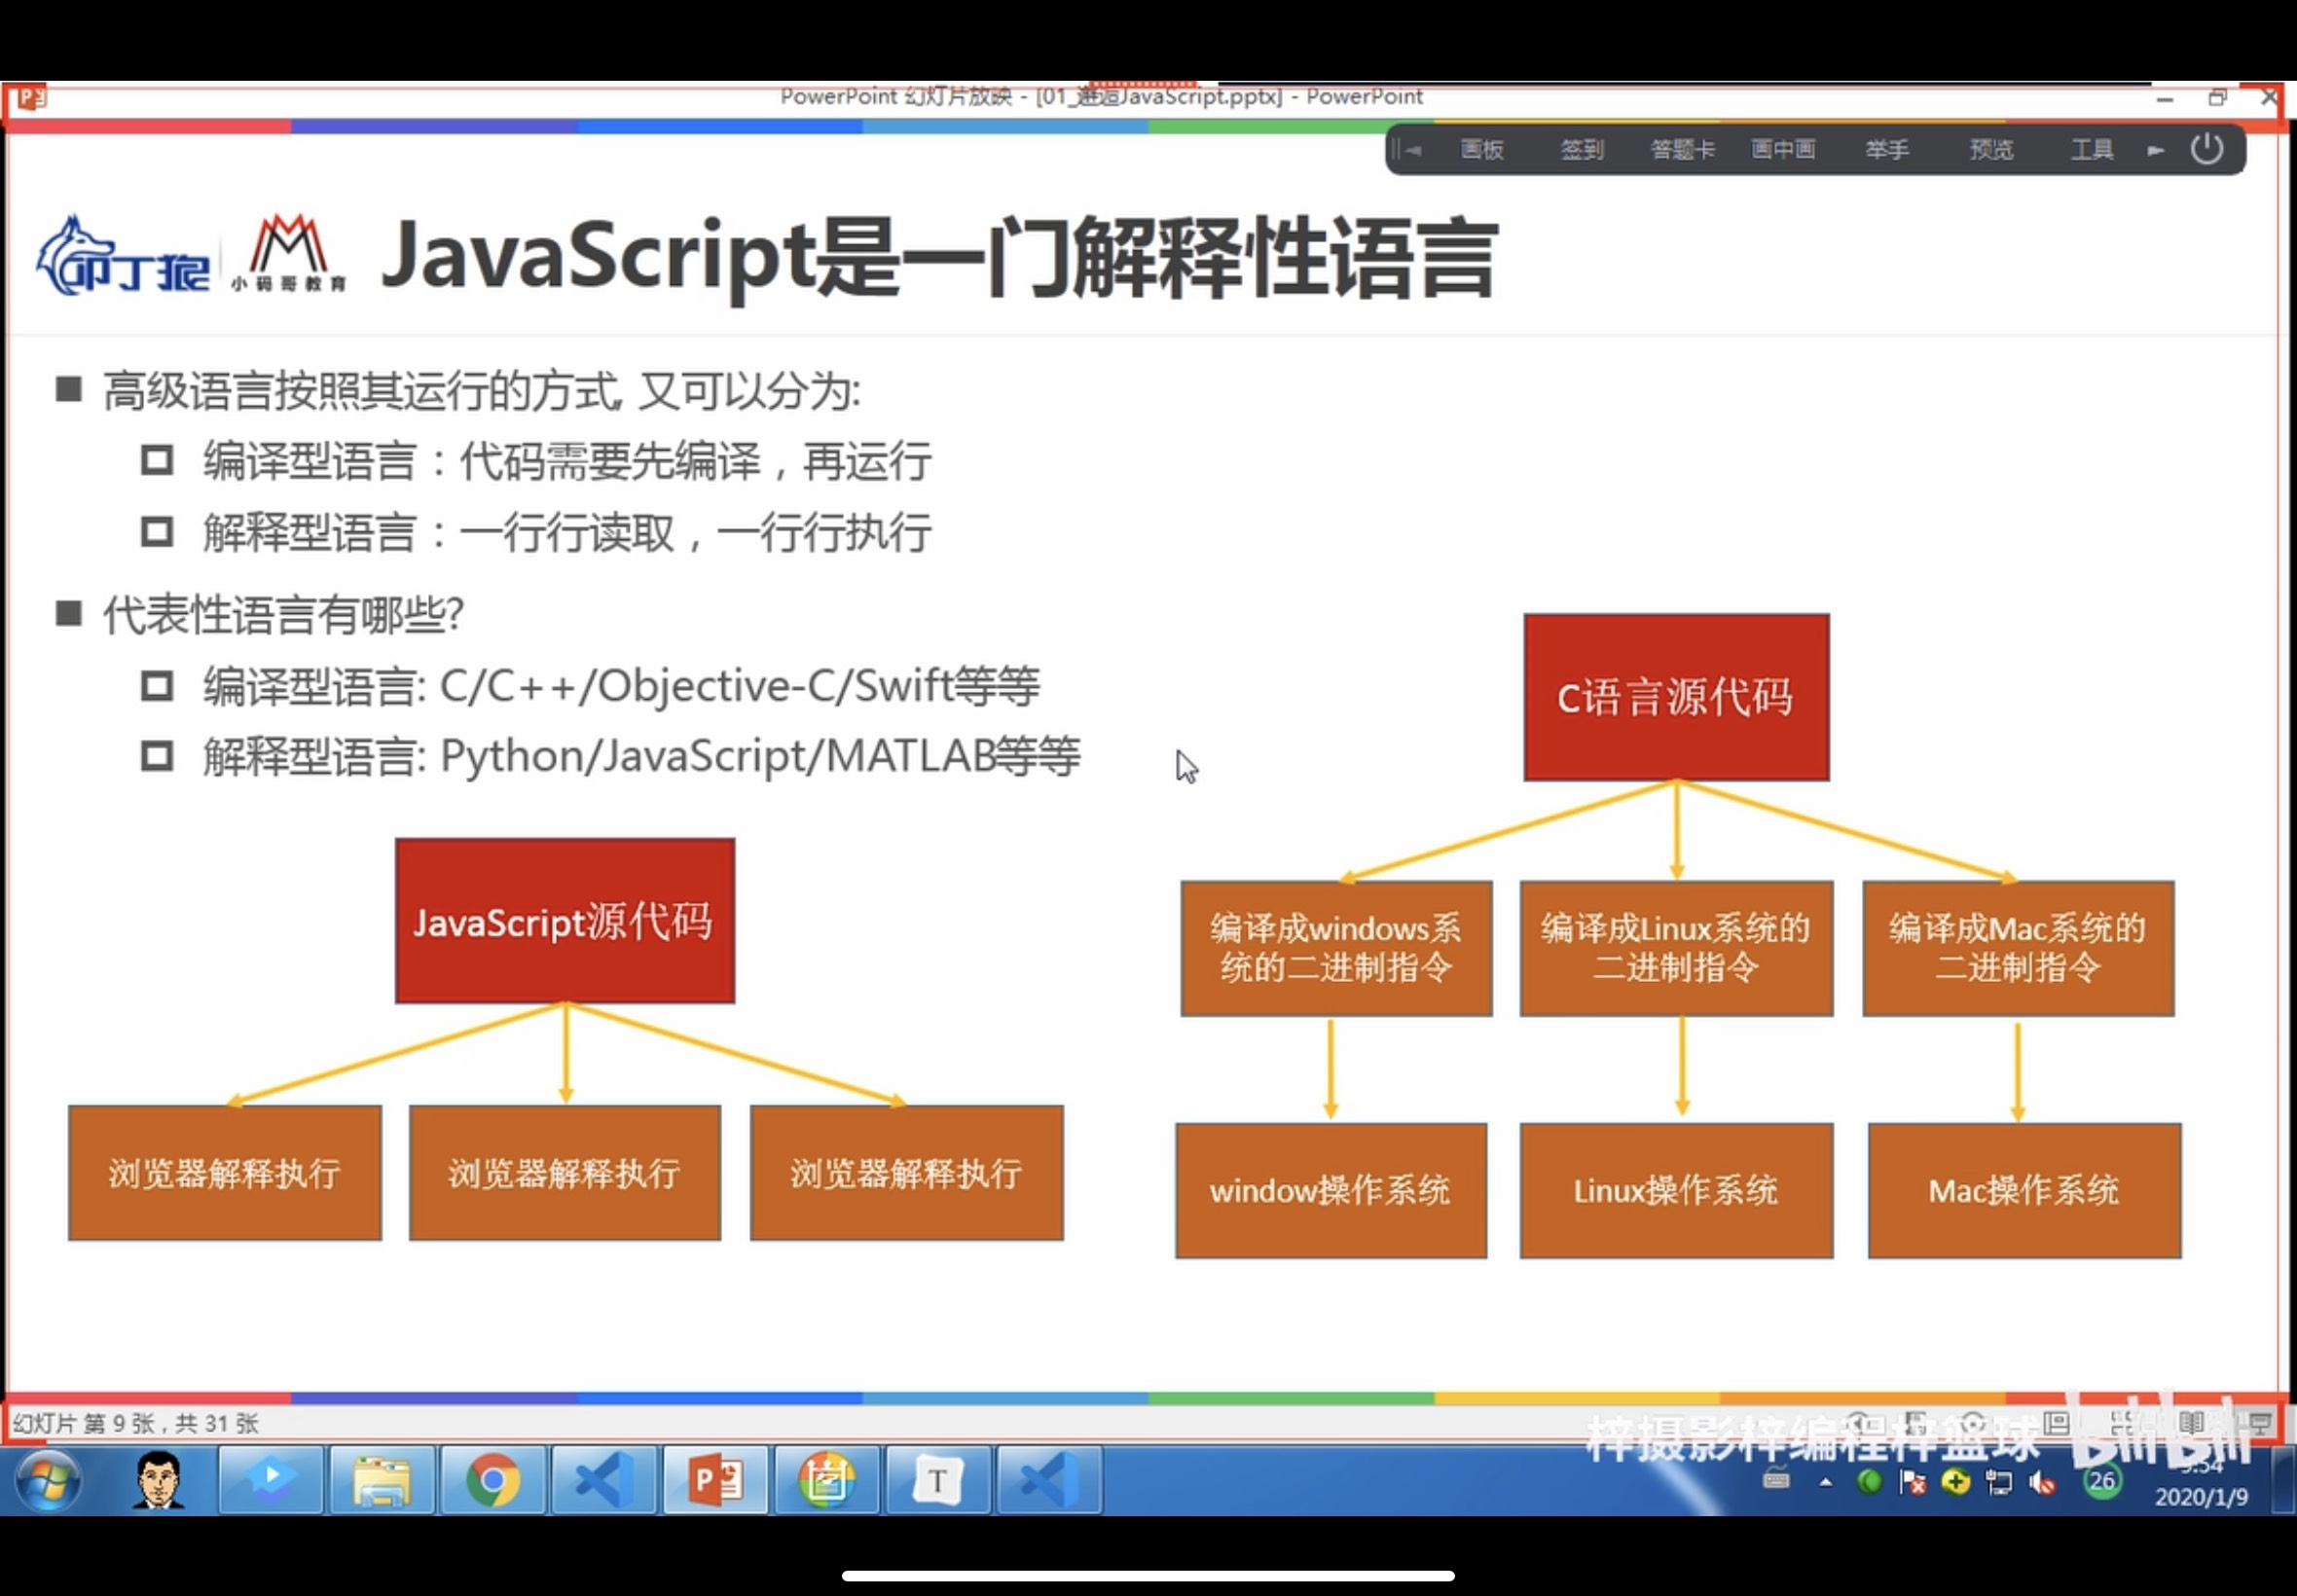 PowerPoint 幻灯片放映 - [01_邂逅JavaScript.pptx] - PowerPoint
画板 签到 答题卡 画中画 举手 预览 工具
叩丁狼 小码哥教育 JavaScript是一门解释性语言
高级语言按照其运行的方式, 又可以分为:
编译型语言：代码需要先编译，再运行
解释型语言：一行行读取，一行行执行
代表性语言有哪些?
编译型语言: C/C++/Objective-C/Swift等等
解释型语言: Python/JavaScript/MATLAB等等
JavaScript源代码
浏览器解释执行
浏览器解释执行
浏览器解释执行
C语言源代码
编译成windows系
统的二进制指令
编译成Linux系统的
二进制指令
编译成Mac系统的
二进制指令
window操作系统
Linux操作系统
Mac操作系统
幻灯片 第 9 张，共 31 张
梓摄影梓编程梓篮球 bilibili
26
2020/1/9